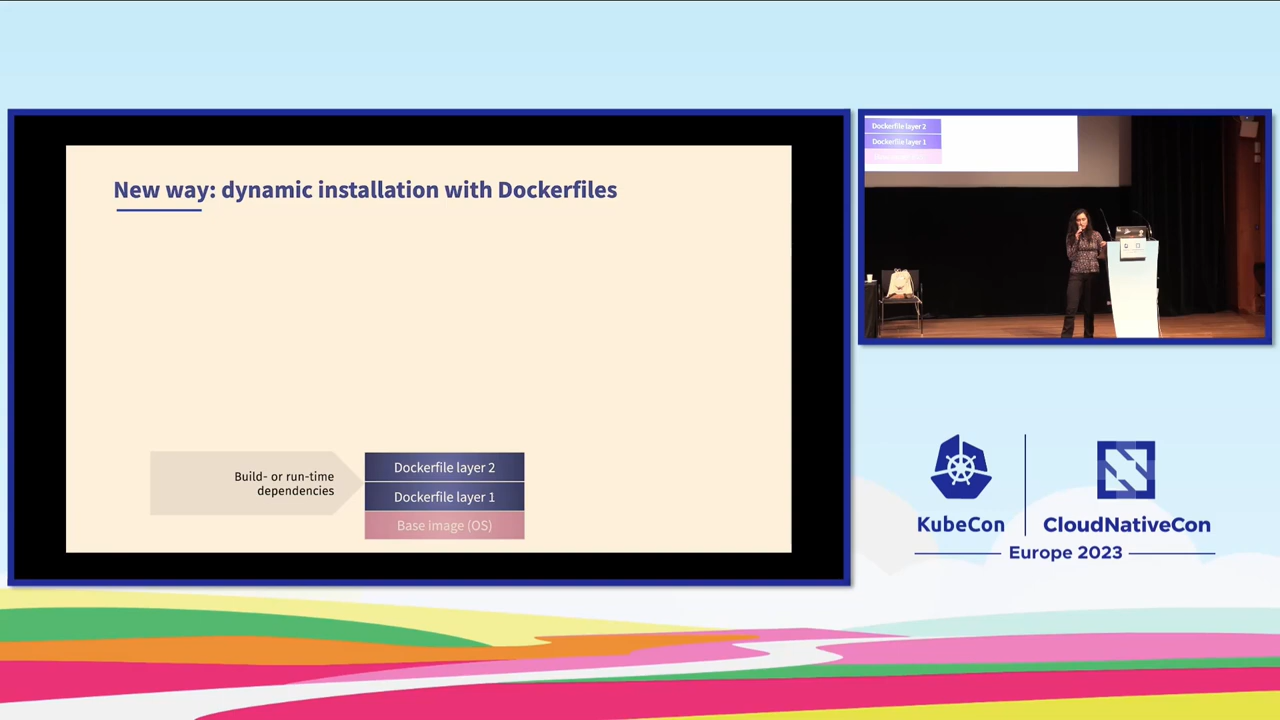 New way: dynamic installation with Dockerfiles
Build- or run-time
dependencies
Dockerfile layer 2
Dockerfile layer 1
Base image (OS)
Dockerfile layer 2
Dockerfile layer 1
KubeCon
CloudNativeCon
Europe 2023